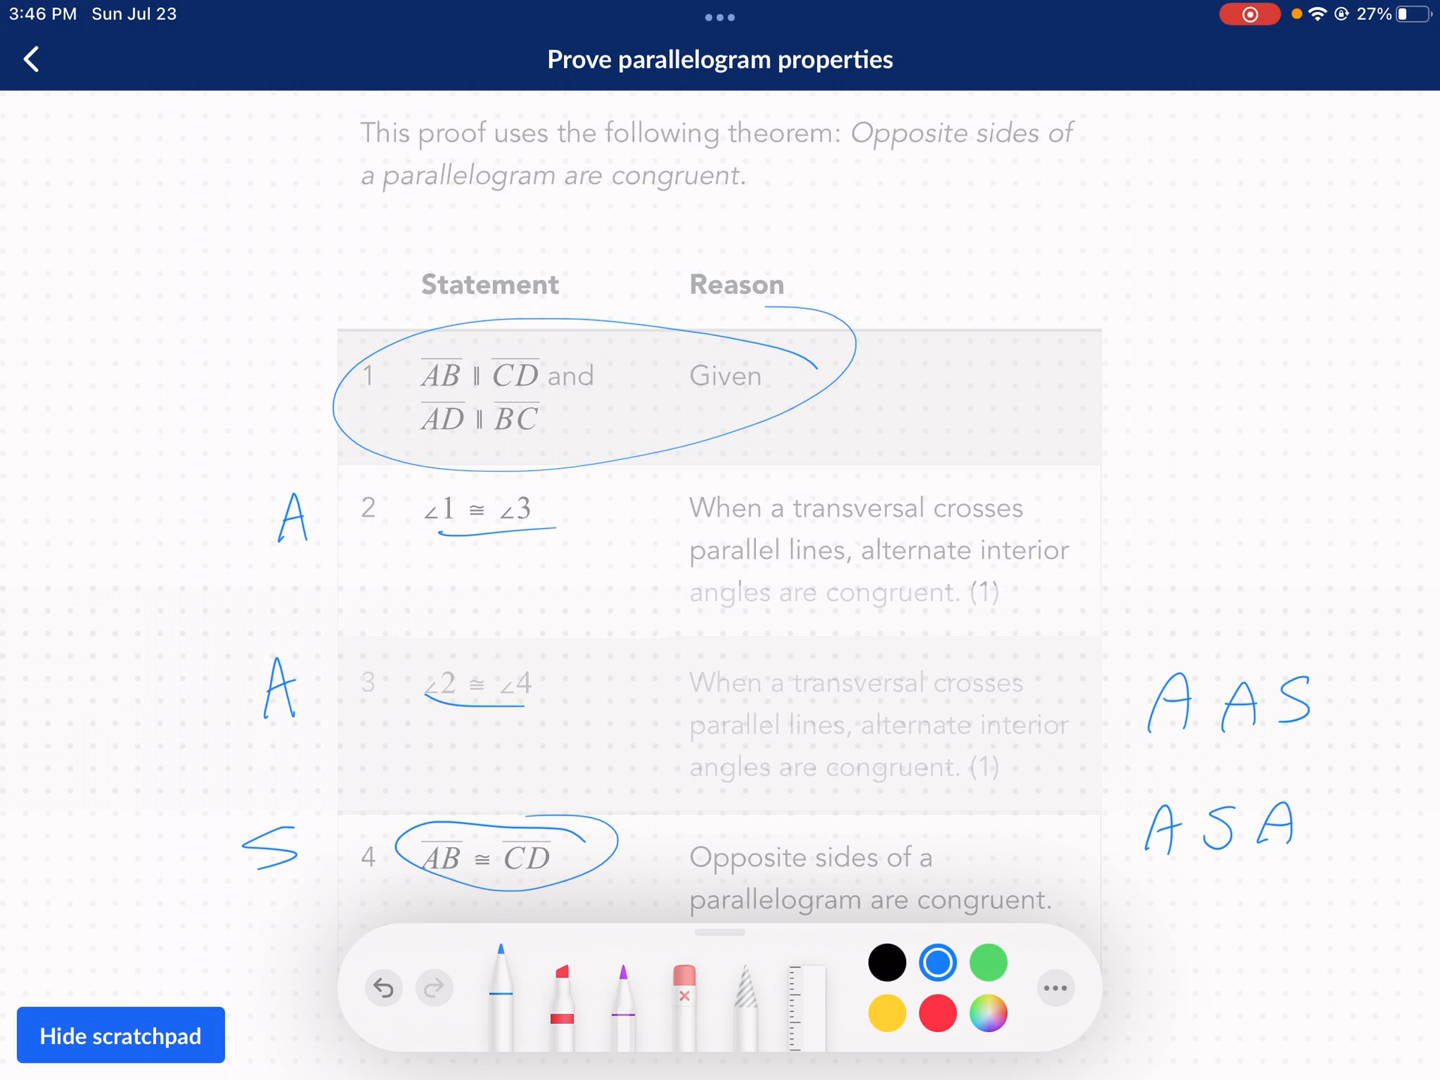 3:46 PM Sun Jul 23
27%
Prove parallelogram properties
This proof uses the following theorem: Opposite sides of
a parallelogram are congruent.
Statement Reason
1 AB ∥ CD and Given
AD ∥ BC
A 2 ∠1 ≅ ∠3 When a transversal crosses
parallel lines, alternate interior
angles are congruent. (1)
A 3 ∠2 ≅ ∠4 When a transversal crosses
parallel lines, alternate interior
angles are congruent. (1)
A A S
S 4 AB ≅ CD Opposite sides of a
parallelogram are congruent.
A S A
Hide scratchpad